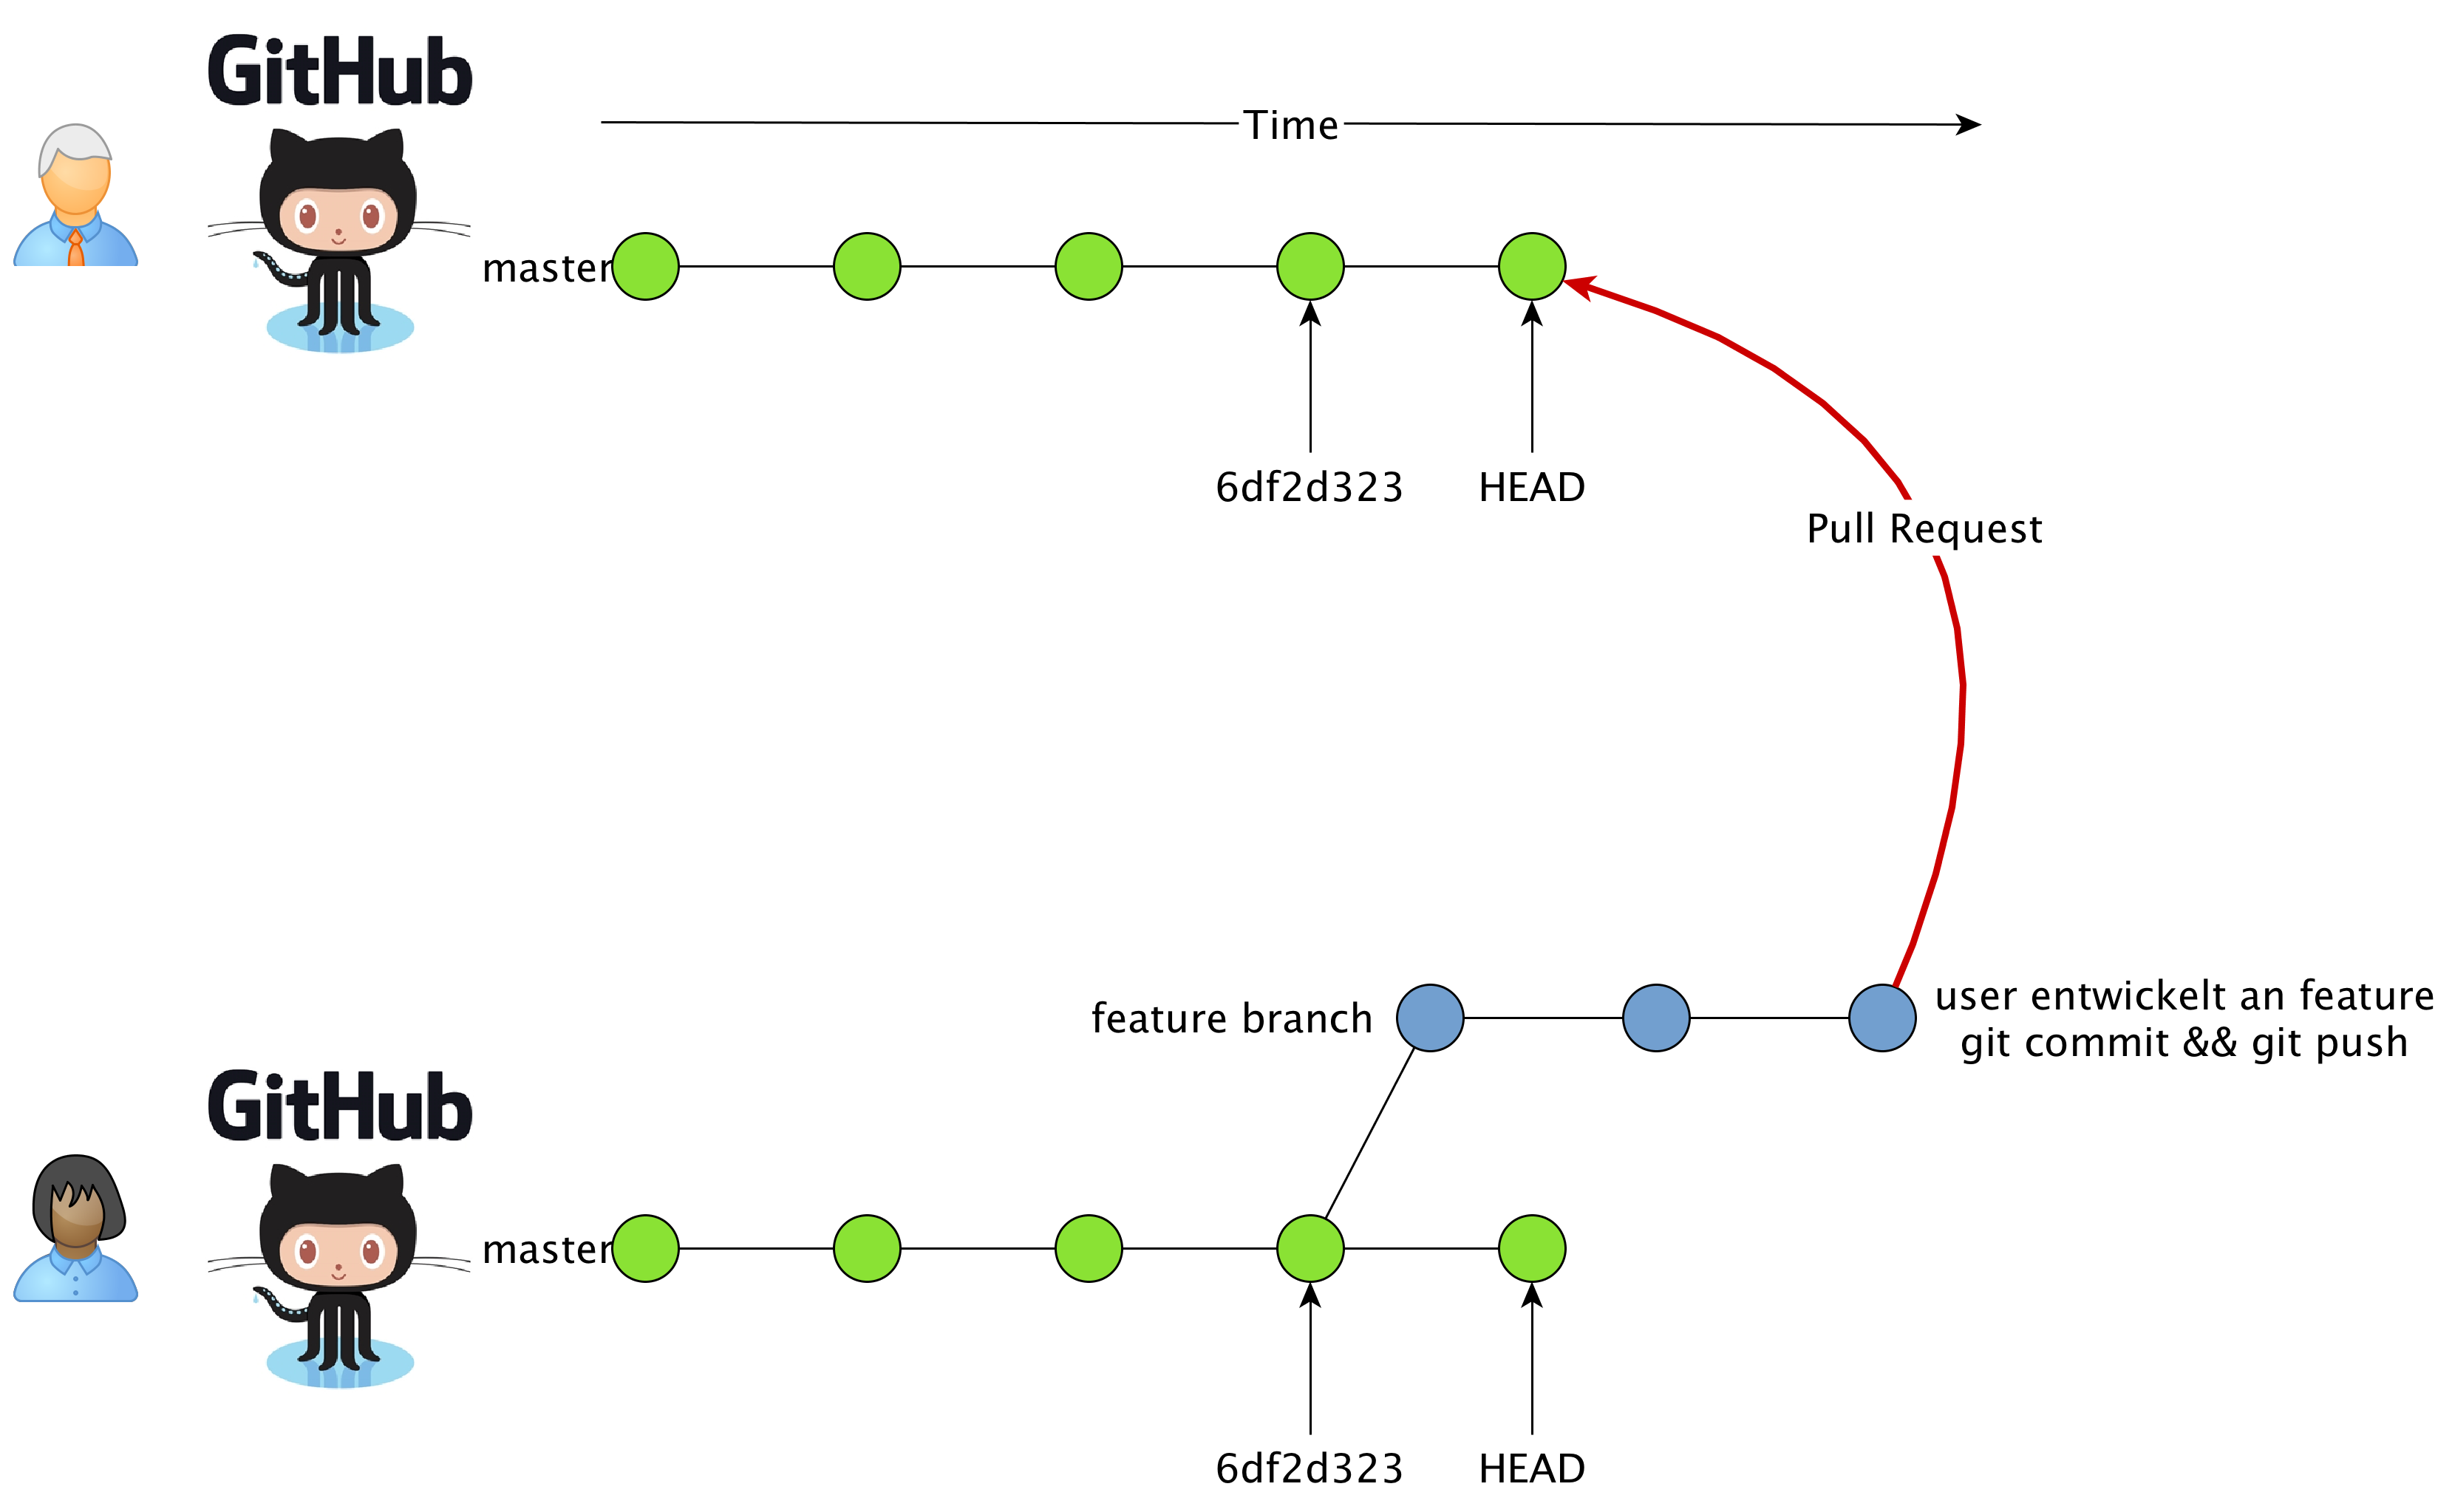 GitHub
Time
master
6df2d323
HEAD
Pull Request
feature branch
user entwickelt an feature
git commit && git push
GitHub
master
6df2d323
HEAD